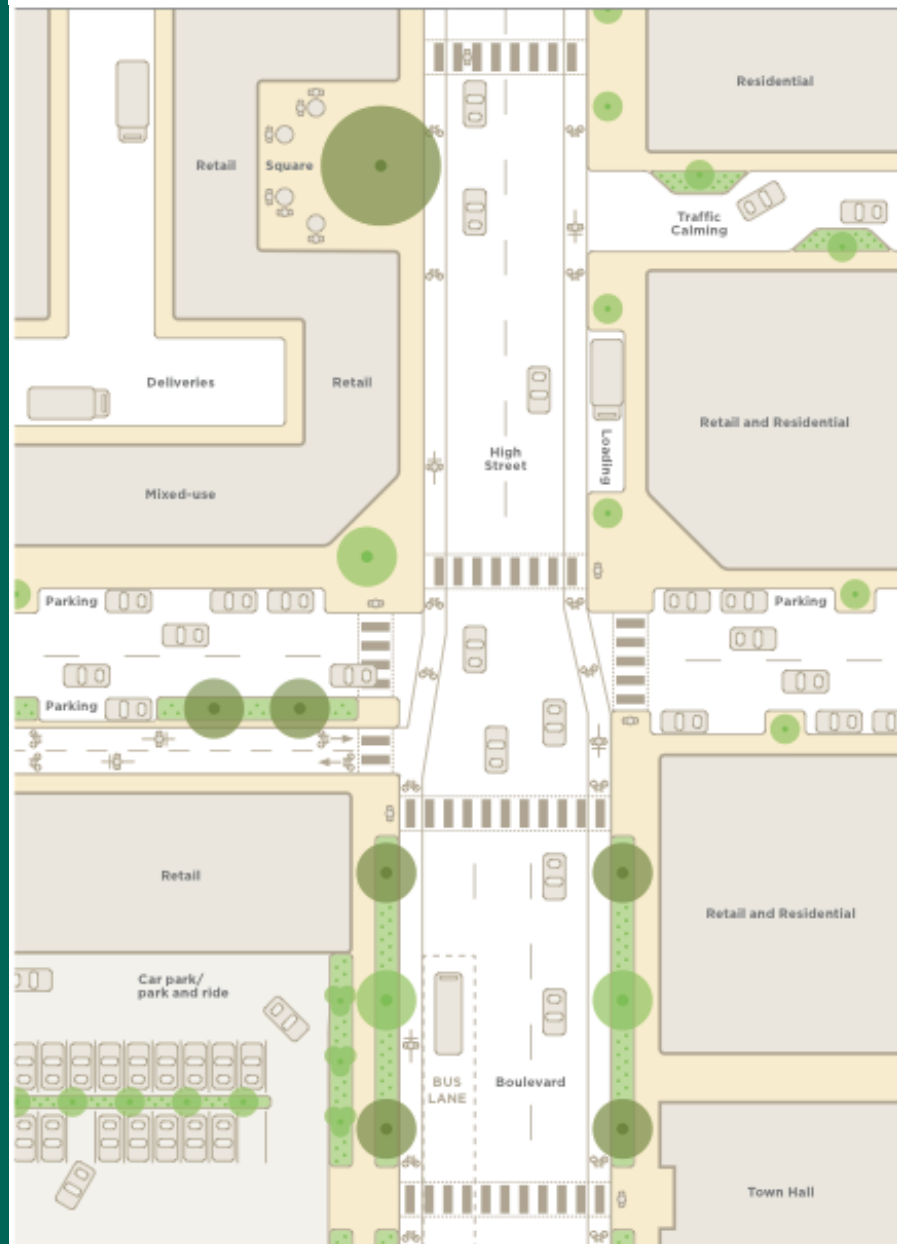 Residential
Retail
Square
Traffic
Calming
Deliveries
Retail
Retail and Residential
High
Street
Loading
Mixed-use
Parking
Parking
Parking
Retail
Retail and Residential
Car park/
park and ride
BUS
LANE
Boulevard
Town Hall